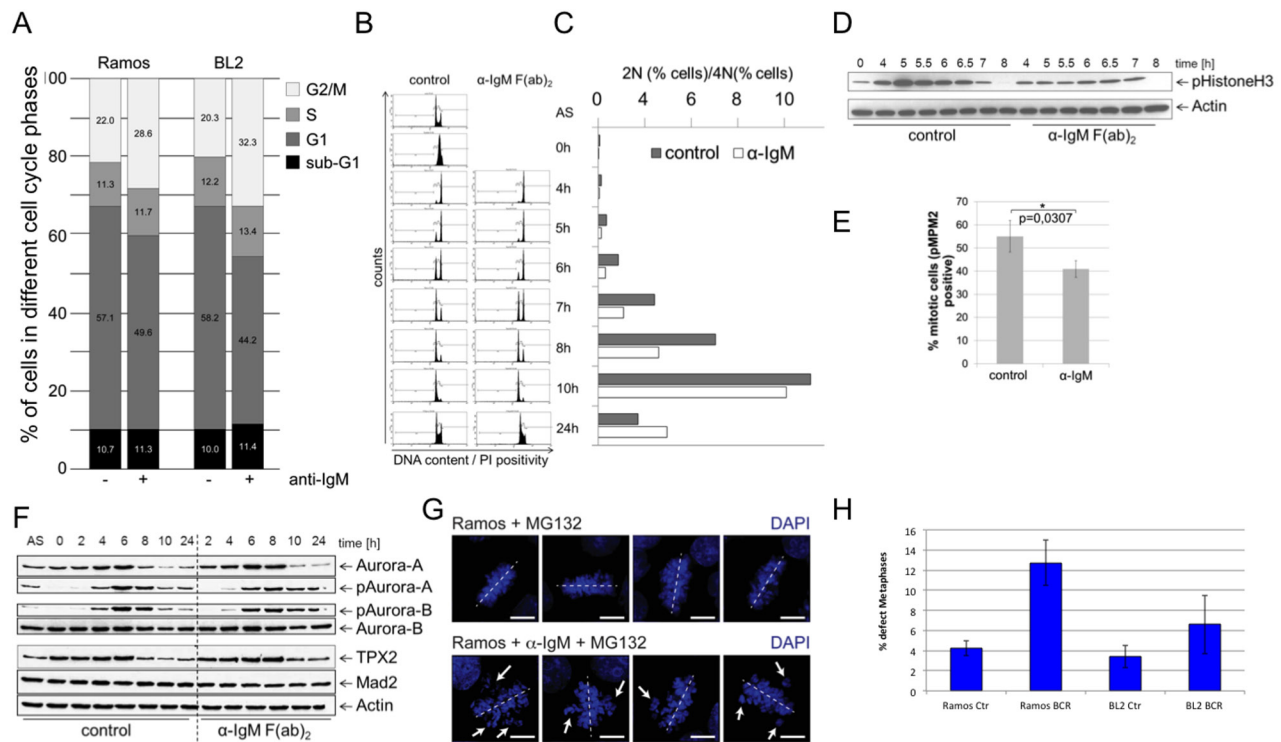 A
Ramos BL2
% of cells in different cell cycle phases
100
80
60
40
20
0
22.0 28.6 20.3 32.3
11.3 11.7 12.2 13.4
57.1 49.6 58.2 44.2
10.7 11.3 10.0 11.4
G2/M
S
G1
sub-G1
- + - + anti-IgM
B
control α-IgM F(ab)2
counts
DNA content / PI positivity
AS
0h
4h
5h
6h
7h
8h
10h
24h
C
2N (% cells)/4N(% cells)
0 2 4 6 8 10
control α-IgM
D
0 4 5 5.5 6 6.5 7 8 4 5 5.5 6 6.5 7 8 time [h]
←pHistoneH3
←Actin
control α-IgM F(ab)2
E
% mitotic cells (pMPM2 positive)
70
60
50
40
30
20
10
0
*
p=0,0307
control α-IgM
F
AS 0 2 4 6 8 10 24 2 4 6 8 10 24 time [h]
←Aurora-A
←pAurora-A
←pAurora-B
←Aurora-B
←TPX2
←Mad2
←Actin
control α-IgM F(ab)2
G
Ramos + MG132 DAPI
Ramos + α-IgM + MG132 DAPI
H
% defect Metaphases
16
14
12
10
8
6
4
2
0
Ramos Ctr Ramos BCR BL2 Ctr BL2 BCR